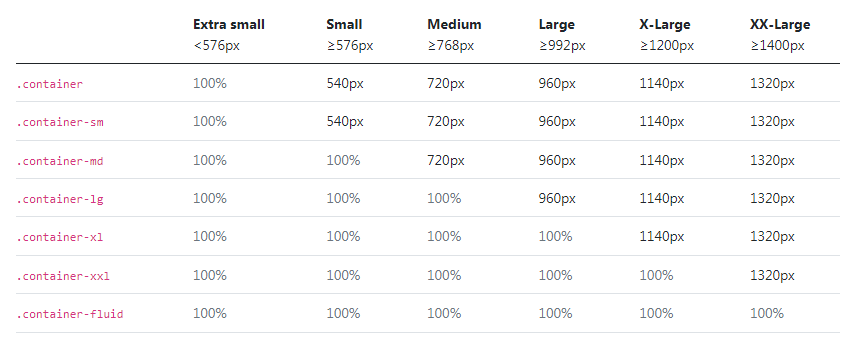 Extra small Small Medium Large X-Large XX-Large
<576px ≥576px ≥768px ≥992px ≥1200px ≥1400px
.container 100% 540px 720px 960px 1140px 1320px
.container-sm 100% 540px 720px 960px 1140px 1320px
.container-md 100% 100% 720px 960px 1140px 1320px
.container-lg 100% 100% 100% 960px 1140px 1320px
.container-xl 100% 100% 100% 100% 1140px 1320px
.container-xxl 100% 100% 100% 100% 100% 1320px
.container-fluid 100% 100% 100% 100% 100% 100%